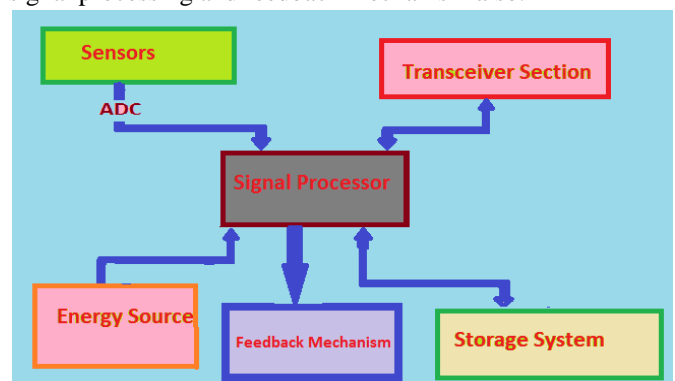 Sensors
Transceiver Section
ADC
Signal Processor
Energy Source
Feedback Mechanism
Storage System